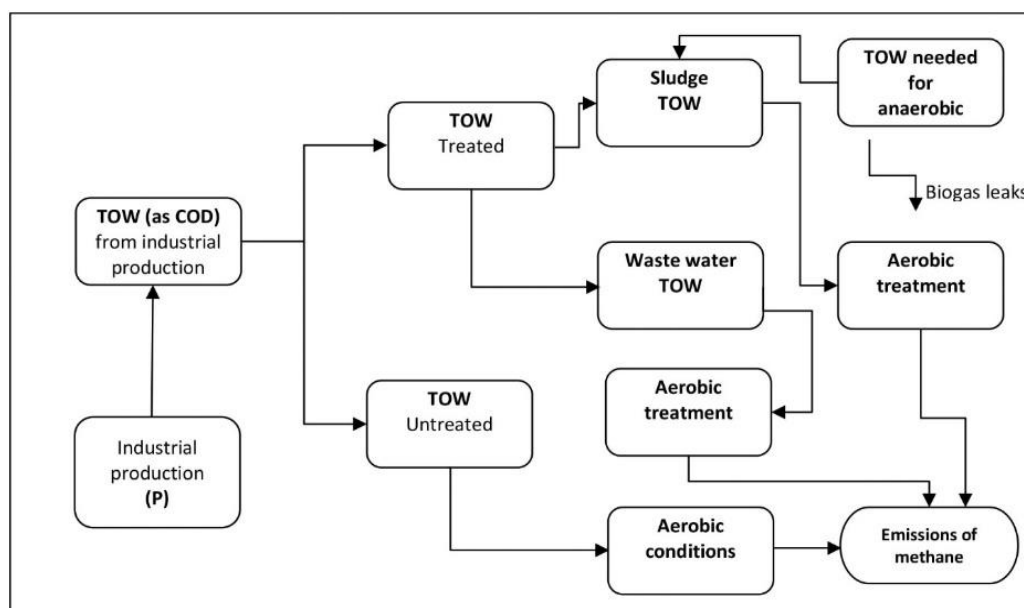 TOW (as COD)
from industrial
production
Industrial
production
(P)
TOW
Treated
TOW
Untreated
Sludge
TOW
Waste water
TOW
Aerobic
treatment
Aerobic
conditions
TOW needed
for
anaerobic
Biogas leaks
Aerobic
treatment
Emissions of
methane